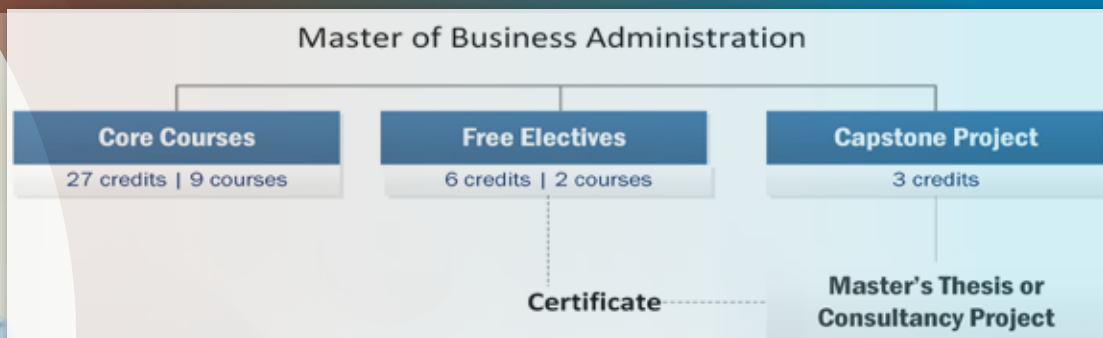 Master of Business Administration
Core Courses
27 credits | 9 courses
Free Electives
6 credits | 2 courses
Capstone Project
3 credits
Certificate
Master's Thesis or
Consultancy Project